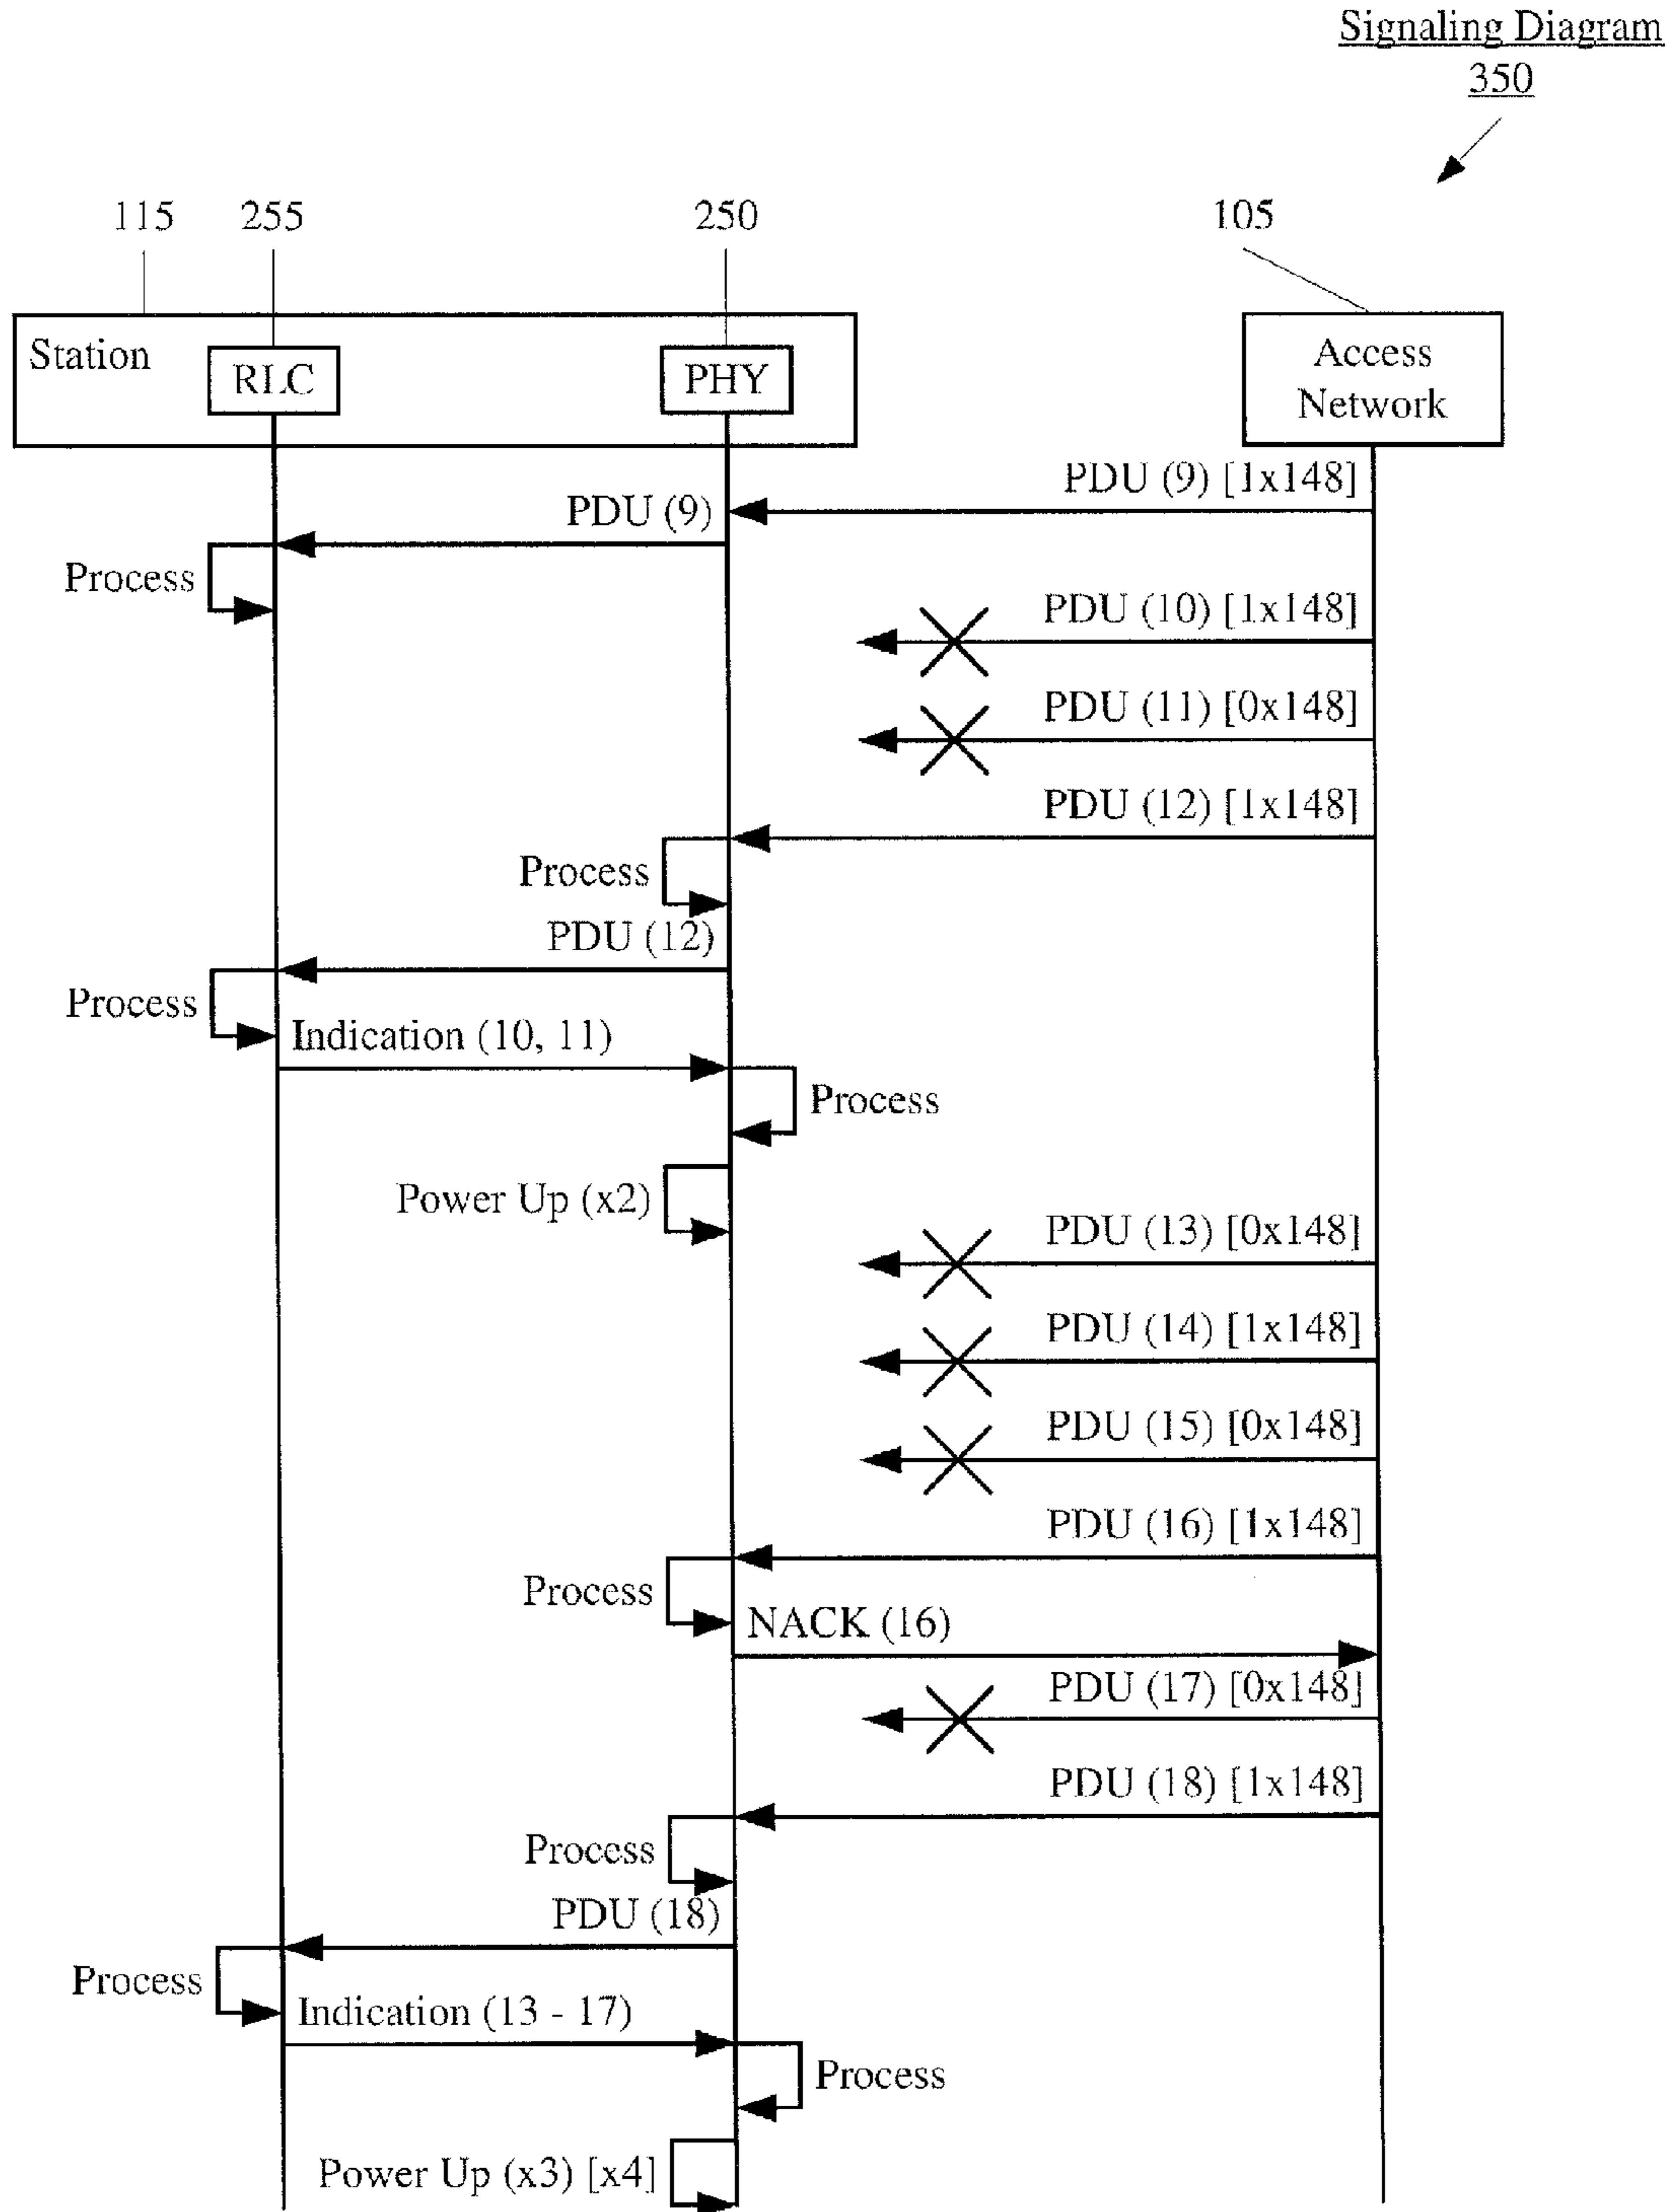 Signaling Diagram
350
115 255 250 105
Station
RLC
PHY
Access
Network
PDU (9) [1x148]
PDU (9)
Process
PDU (10) [1x148]
PDU (11) [0x148]
PDU (12) [1x148]
Process
PDU (12)
Process
Indication (10, 11)
Process
Power Up (x2)
PDU (13) [0x148]
PDU (14) [1x148]
PDU (15) [0x148]
PDU (16) [1x148]
Process
NACK (16)
PDU (17) [0x148]
PDU (18) [1x148]
Process
PDU (18)
Process
Indication (13 - 17)
Process
Power Up (x3) [x4]